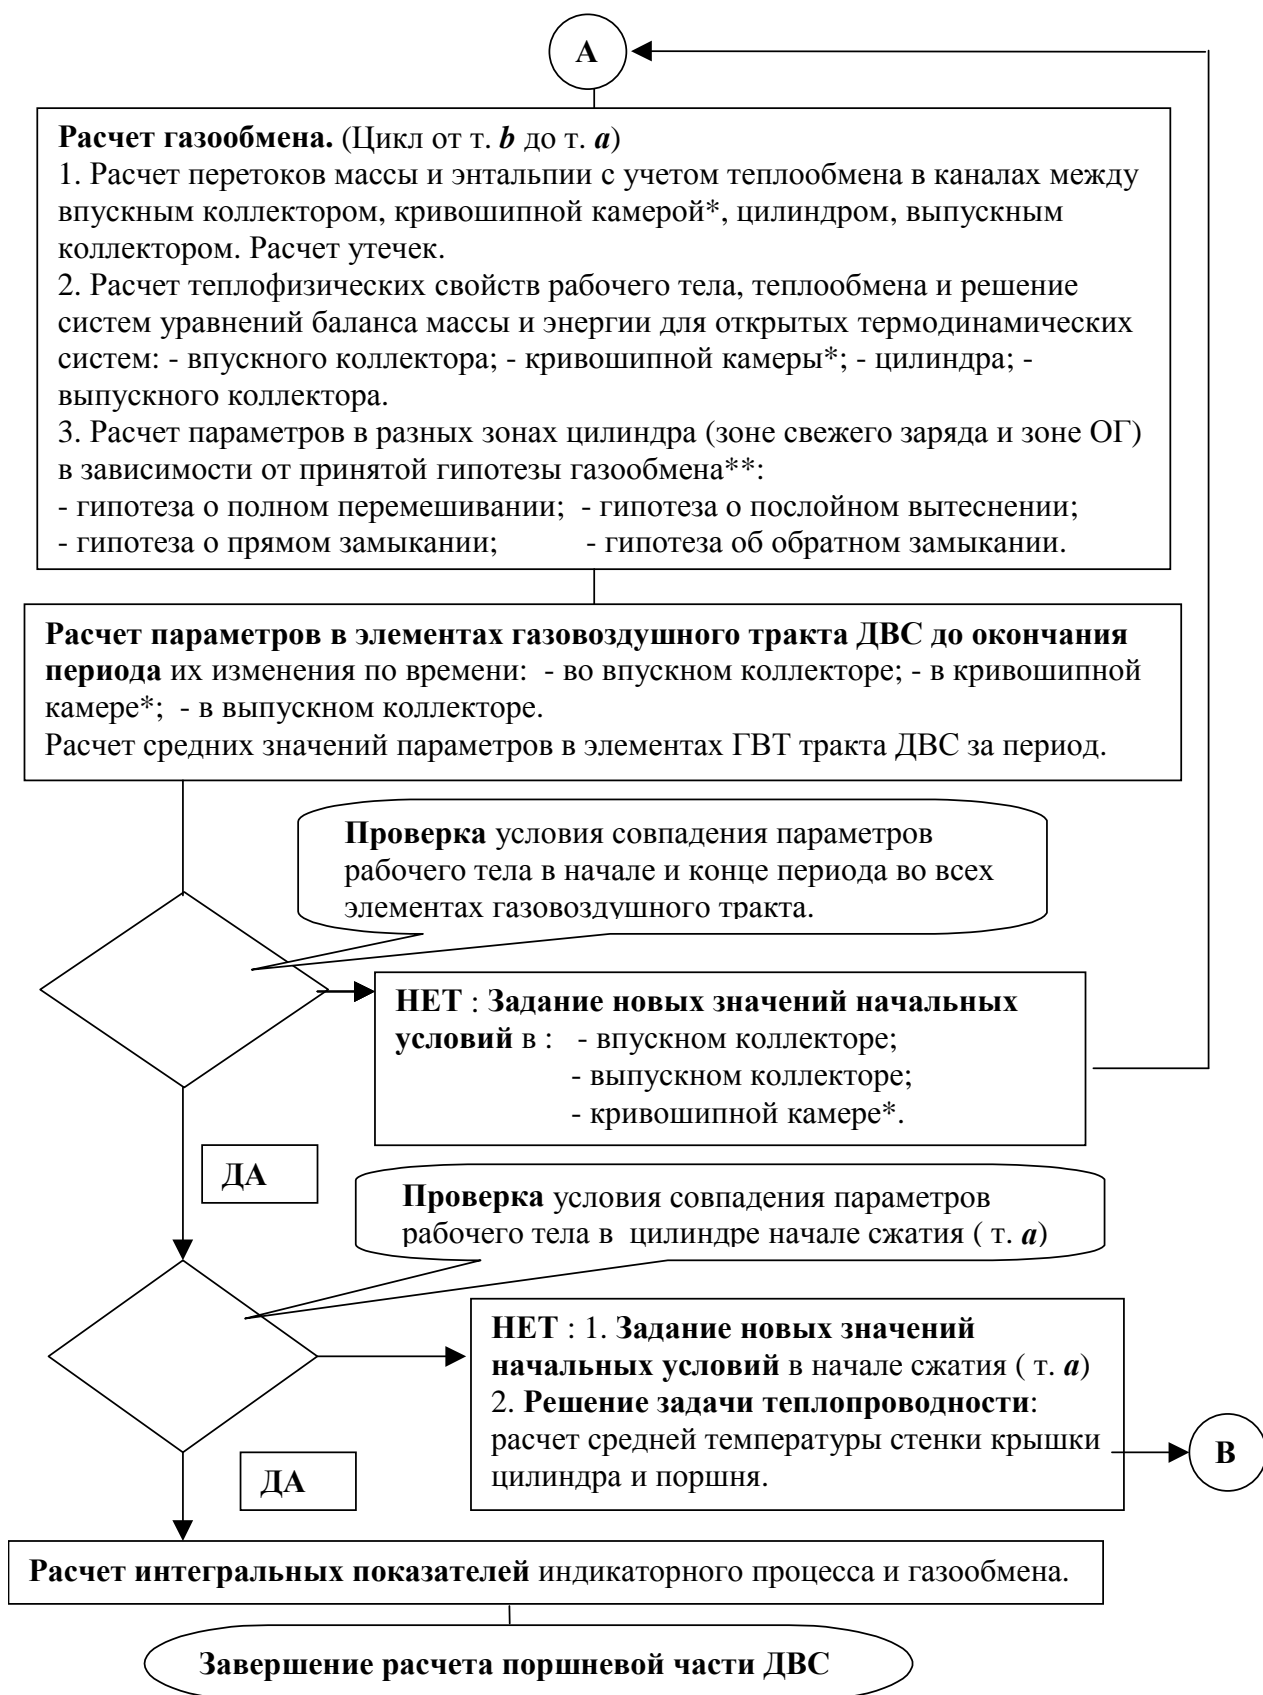 А
Расчет газообмена. (Цикл от т. b до т. a)
1. Расчет перетоков массы и энтальпии с учетом теплообмена в каналах между
впускным коллектором, кривошипной камерой*, цилиндром, выпускным
коллектором. Расчет утечек.
2. Расчет теплофизических свойств рабочего тела, теплообмена и решение
систем уравнений баланса массы и энергии для открытых термодинамических
систем: - впускного коллектора; - кривошипной камеры*; - цилиндра; -
выпускного коллектора.
3. Расчет параметров в разных зонах цилиндра (зоне свежего заряда и зоне ОГ)
в зависимости от принятой гипотезы газообмена**:
- гипотеза о полном перемешивании; - гипотеза о послойном вытеснении;
- гипотеза о прямом замыкании; - гипотеза об обратном замыкании.
Расчет параметров в элементах газовоздушного тракта ДВС до окончания
периода их изменения по времени: - во впускном коллекторе; - в кривошипной
камере*; - в выпускном коллекторе.
Расчет средних значений параметров в элементах ГВТ тракта ДВС за период.
Проверка условия совпадения параметров
рабочего тела в начале и конце периода во всех
элементах газовоздушного тракта.
НЕТ : Задание новых значений начальных
условий в : - впускном коллекторе;
- выпускном коллекторе;
- кривошипной камере*.
ДА
Проверка условия совпадения параметров
рабочего тела в цилиндре начале сжатия ( т. a)
НЕТ : 1. Задание новых значений
начальных условий в начале сжатия ( т. a)
2. Решение задачи теплопроводности:
расчет средней температуры стенки крышки
цилиндра и поршня.
В
ДА
Расчет интегральных показателей индикаторного процесса и газообмена.
Завершение расчета поршневой части ДВС